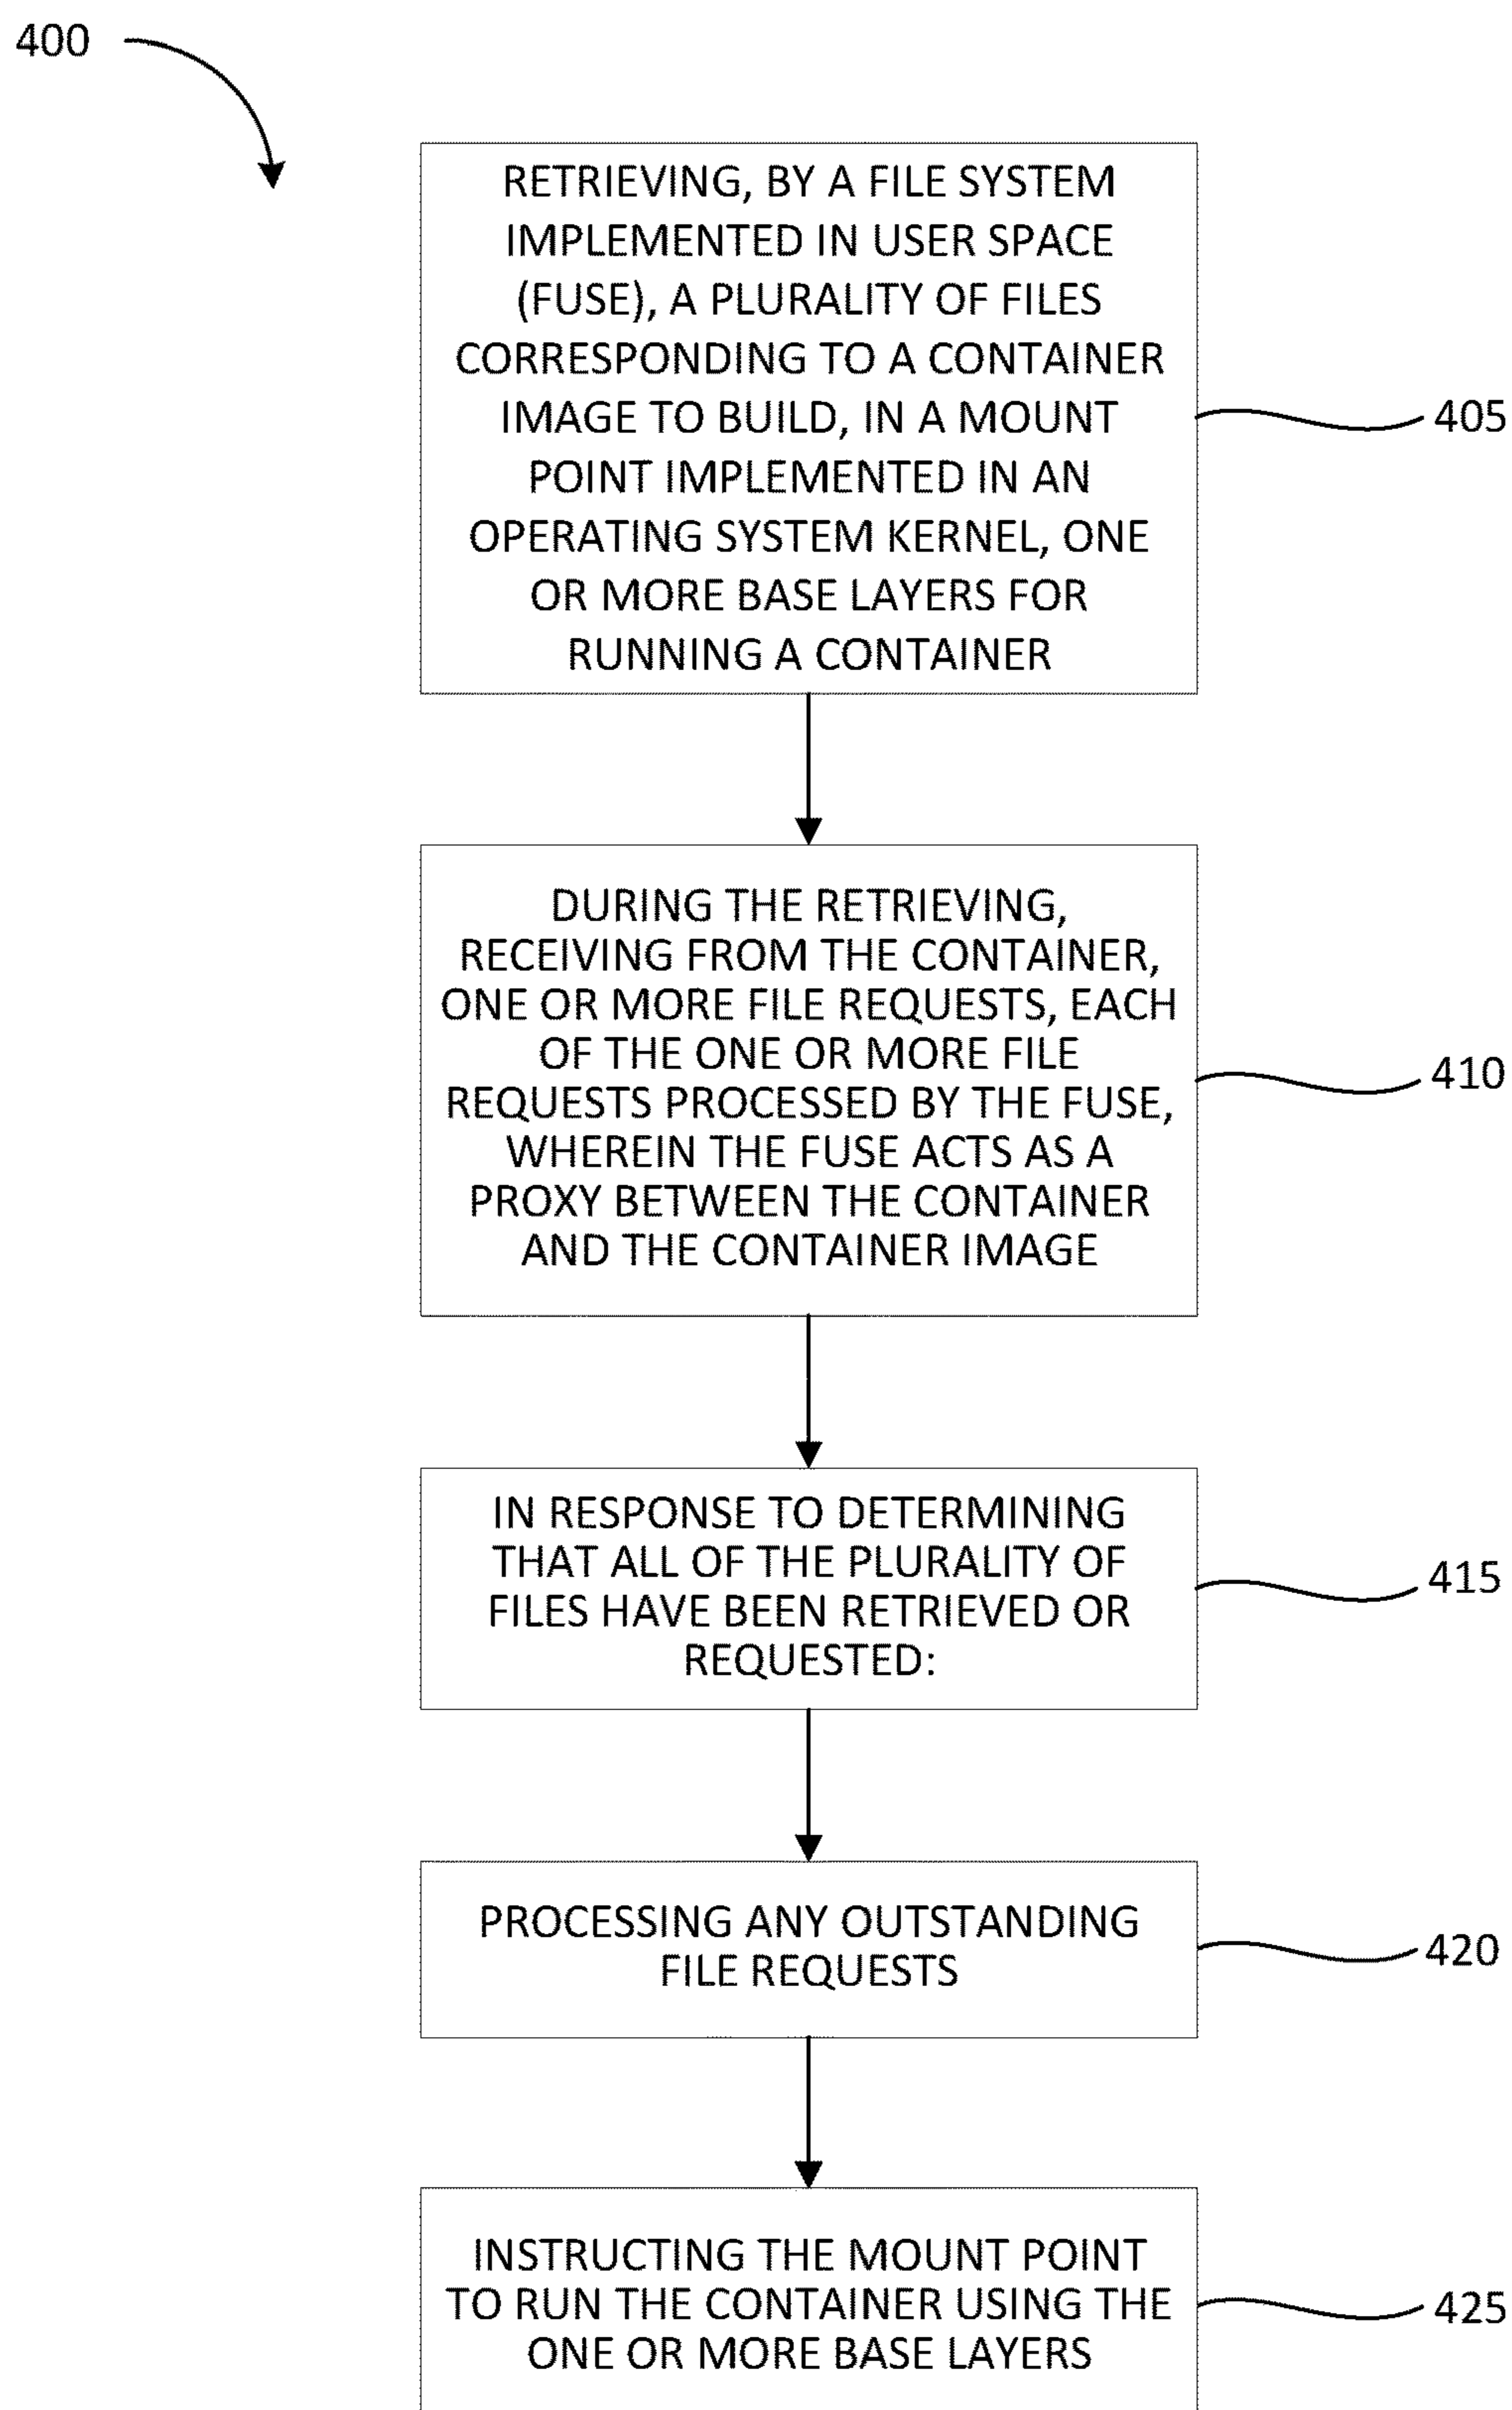 400
RETRIEVING, BY A FILE SYSTEM
IMPLEMENTED IN USER SPACE
(FUSE), A PLURALITY OF FILES
CORRESPONDING TO A CONTAINER
IMAGE TO BUILD, IN A MOUNT
POINT IMPLEMENTED IN AN
OPERATING SYSTEM KERNEL, ONE
OR MORE BASE LAYERS FOR
RUNNING A CONTAINER
405
DURING THE RETRIEVING,
RECEIVING FROM THE CONTAINER,
ONE OR MORE FILE REQUESTS, EACH
OF THE ONE OR MORE FILE
REQUESTS PROCESSED BY THE FUSE,
WHEREIN THE FUSE ACTS AS A
PROXY BETWEEN THE CONTAINER
AND THE CONTAINER IMAGE
410
IN RESPONSE TO DETERMINING
THAT ALL OF THE PLURALITY OF
FILES HAVE BEEN RETRIEVED OR
REQUESTED:
415
PROCESSING ANY OUTSTANDING
FILE REQUESTS
420
INSTRUCTING THE MOUNT POINT
TO RUN THE CONTAINER USING THE
ONE OR MORE BASE LAYERS
425